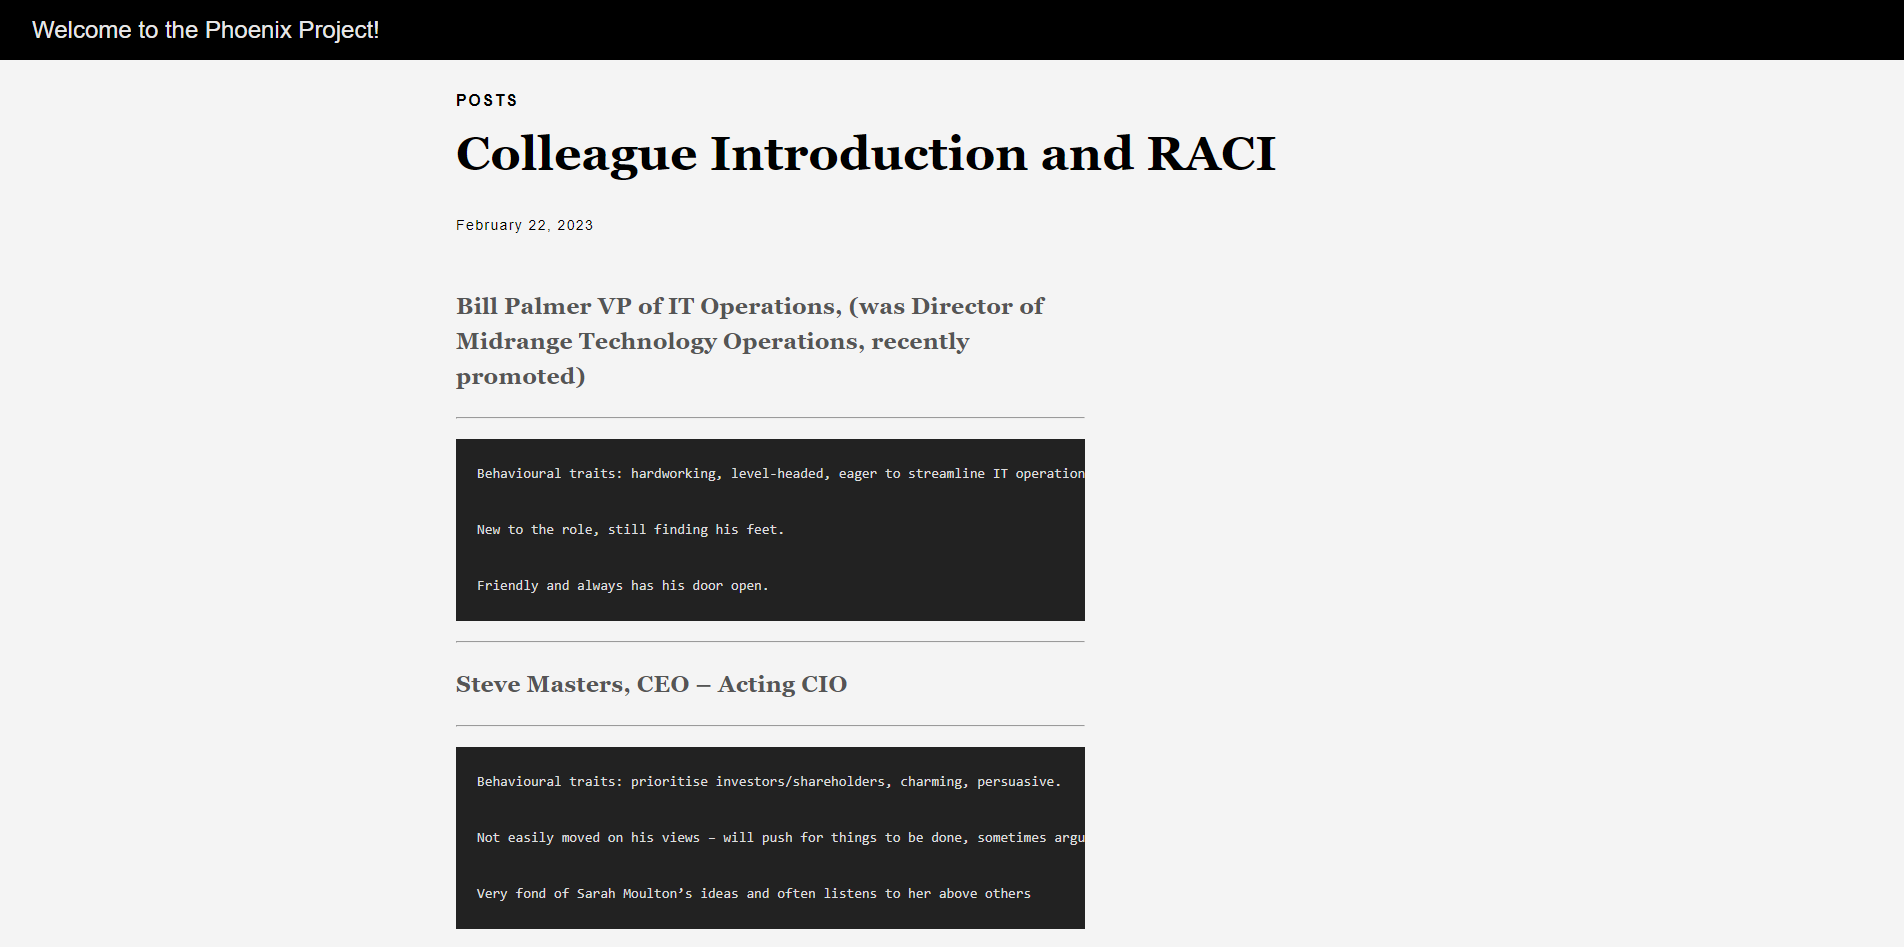 Welcome to the Phoenix Project!
POSTS
Colleague Introduction and RACI
February 22, 2023
Bill Palmer VP of IT Operations, (was Director of
Midrange Technology Operations, recently
promoted)
Behavioural traits: hardworking, level-headed, eager to streamline IT operation
New to the role, still finding his feet.
Friendly and always has his door open.
Steve Masters, CEO – Acting CIO
Behavioural traits: prioritise investors/shareholders, charming, persuasive.
Not easily moved on his views – will push for things to be done, sometimes argu
Very fond of Sarah Moulton’s ideas and often listens to her above others